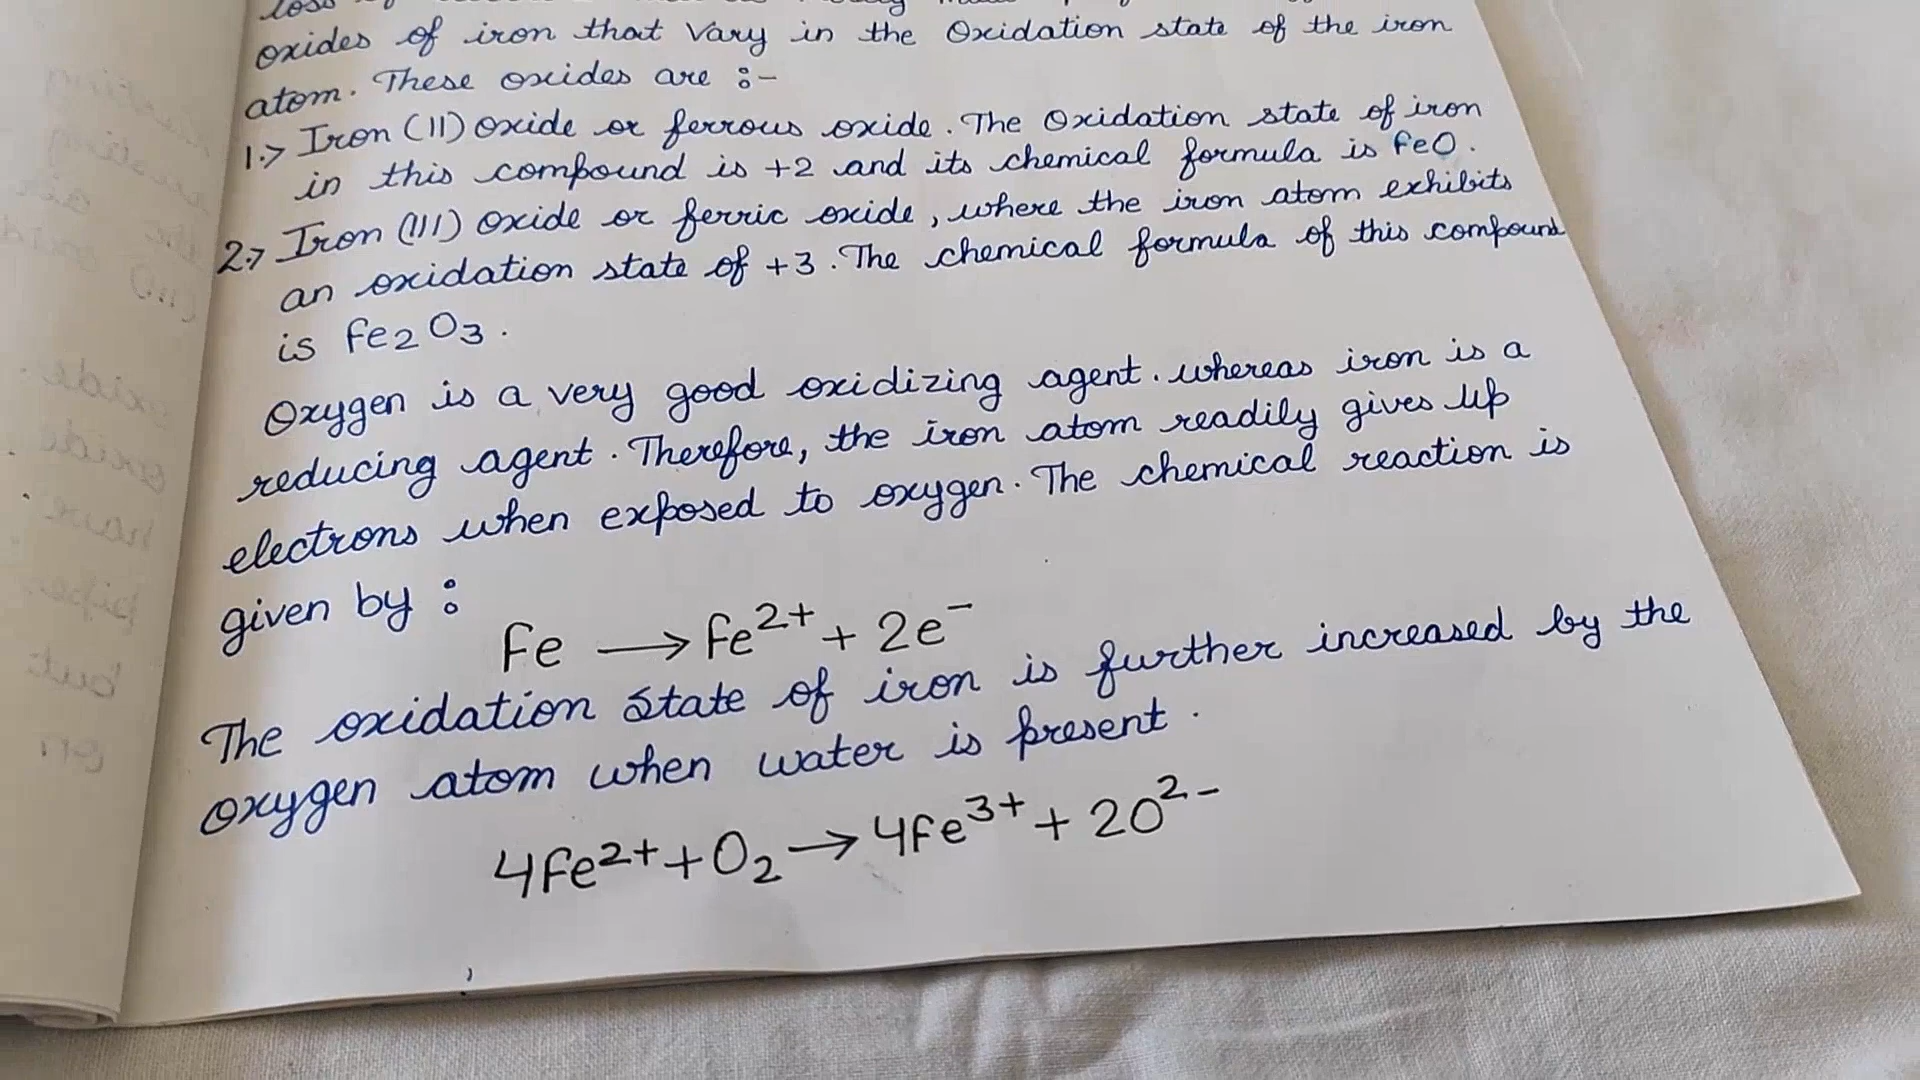 oxides of iron that vary in the Oxidation state of the iron
atom. These oxides are :-
1.> Iron (II) oxide or ferrous oxide. The Oxidation state of iron
in this compound is +2 and its chemical formula is FeO.
2.> Iron (III) oxide or ferric oxide, where the iron atom exhibits
an oxidation state of +3. The chemical formula of this compound
is Fe2O3.
Oxygen is a very good oxidizing agent. whereas iron is a
reducing agent. Therefore, the iron atom readily gives up
electrons when exposed to oxygen. The chemical reaction is
given by :
Fe → Fe²⁺ + 2e⁻
The oxidation state of iron is further increased by the
oxygen atom when water is present.
4Fe²⁺ + O₂ → 4Fe³⁺ + 2O²⁻